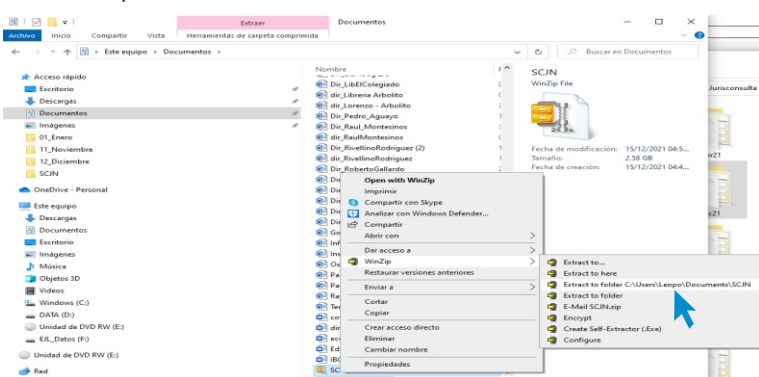 Extraer
Documentos
Archivo
Inicio
Compartir
Vista
Herramientas de carpeta comprimida
Este equipo > Documentos >
Buscar en Documentos
Acceso rápido
Escritorio
Descargas
Documentos
Imágenes
01_Enero
11_Noviembre
12_Diciembre
SCJN
OneDrive - Personal
Este equipo
Descargas
Documentos
Escritorio
Imágenes
Música
Objetos 3D
Videos
Windows (C:)
DATA (D:)
Unidad de DVD RW (E:)
EJL_Datos (F:)
Unidad de DVD RW (E:)
Red
Nombre
Dir_LibElColegiado
dir_Libreria Arbolito
dir_Lorenzo - Arbolito
Dir_Pedro_Aguayo
Dir_Raul_Montesinos
dir_RaulMontesinos
Dir_RivellinoRodriguez (2)
dir_RivellinoRodriguez
Dir_RobertoGallardo
SCJN
WinZip File
Fecha de modificación: 15/12/2021 04:5...
Tamaño: 2.58 GB
Fecha de creación: 15/12/2021 04:4...
Open with WinZip
Imprimir
Compartir con Skype
Analizar con Windows Defender...
Compartir
Abrir con
Dar acceso a
WinZip
Restaurar versiones anteriores
Enviar a
Cortar
Copiar
Crear acceso directo
Eliminar
Cambiar nombre
Propiedades
Extract to...
Extract to here
Extract to folder C:\Users\Leopo\Documents\SCJN
Extract to folder
E-Mail SCJN.zip
Encrypt
Create Self-Extractor (.Exe)
Configure
Jurisconsulta